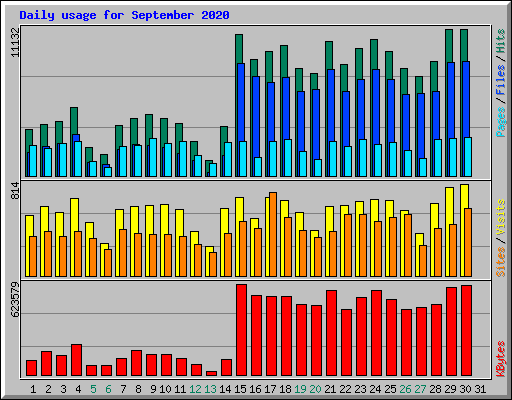 Daily usage for September 2020
11132
Pages/Files/Hits
814
Sites/Visits
623579
KBytes
1 2 3 4 5 6 7 8 9 10 11 12 13 14 15 16 17 18 19 20 21 22 23 24 25 26 27 28 29 30 31